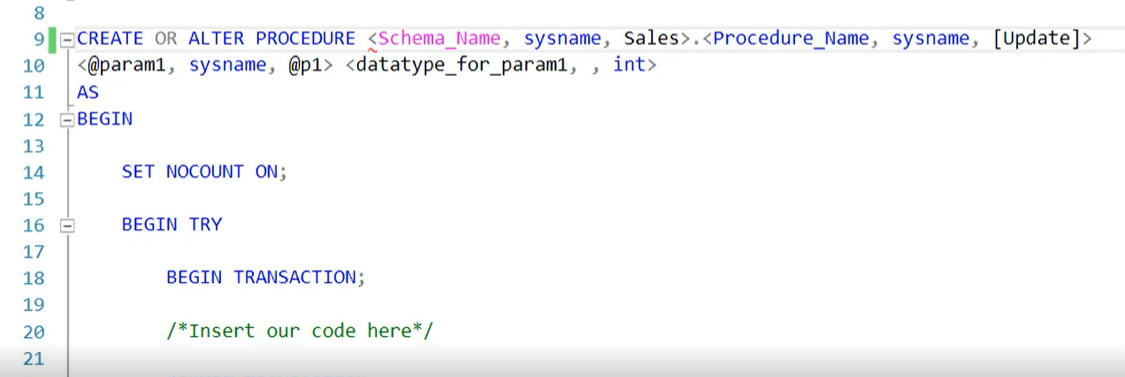 8
9 CREATE OR ALTER PROCEDURE <Schema_Name, sysname, Sales>.<Procedure_Name, sysname, [Update]>
10 <@param1, sysname, @p1> <datatype_for_param1, , int>
11 AS
12 BEGIN
13
14 SET NOCOUNT ON;
15
16 BEGIN TRY
17
18 BEGIN TRANSACTION;
19
20 /*Insert our code here*/
21